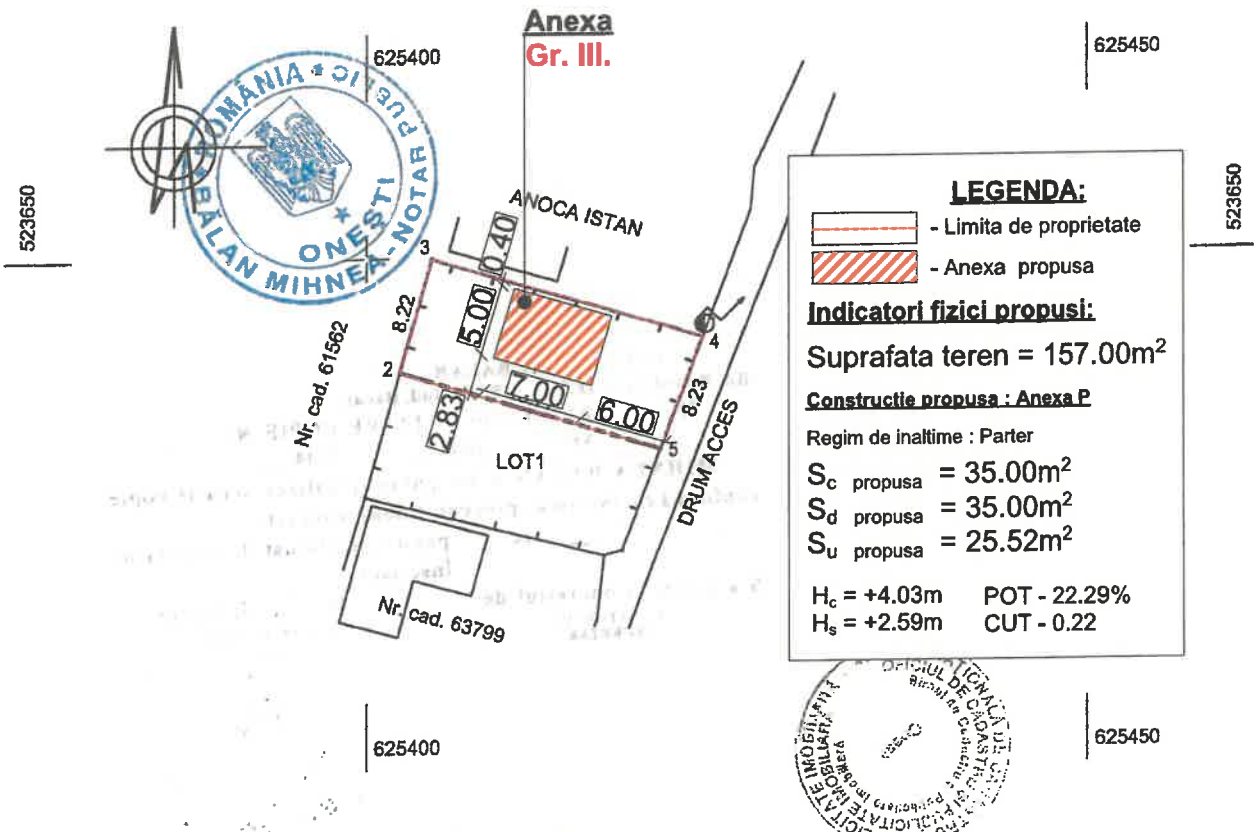 Anexa
Gr. III.
625400
625450
ROMÂNIA * BĂLAN MIHNEA - NOTAR PUBLIC *
* ONEȘTI
523650
523650
ANOCA ISTAN
0.40
3
8.22
5.00
4
Nr. cad. 61562
2
7.00
8.23
2.83
6.00
5
LOT1
DRUM ACCES
Nr. cad. 63799
LEGENDA:
- Limita de proprietate
- Anexa propusa
Indicatori fizici propusi:
Suprafata teren = 157.00m²
Constructie propusa : Anexa P
Regim de inaltime : Parter
Sc propusa = 35.00m²
Sd propusa = 35.00m²
Su propusa = 25.52m²
Hc = +4.03m POT - 22.29%
Hs = +2.59m CUT - 0.22
625400
625450